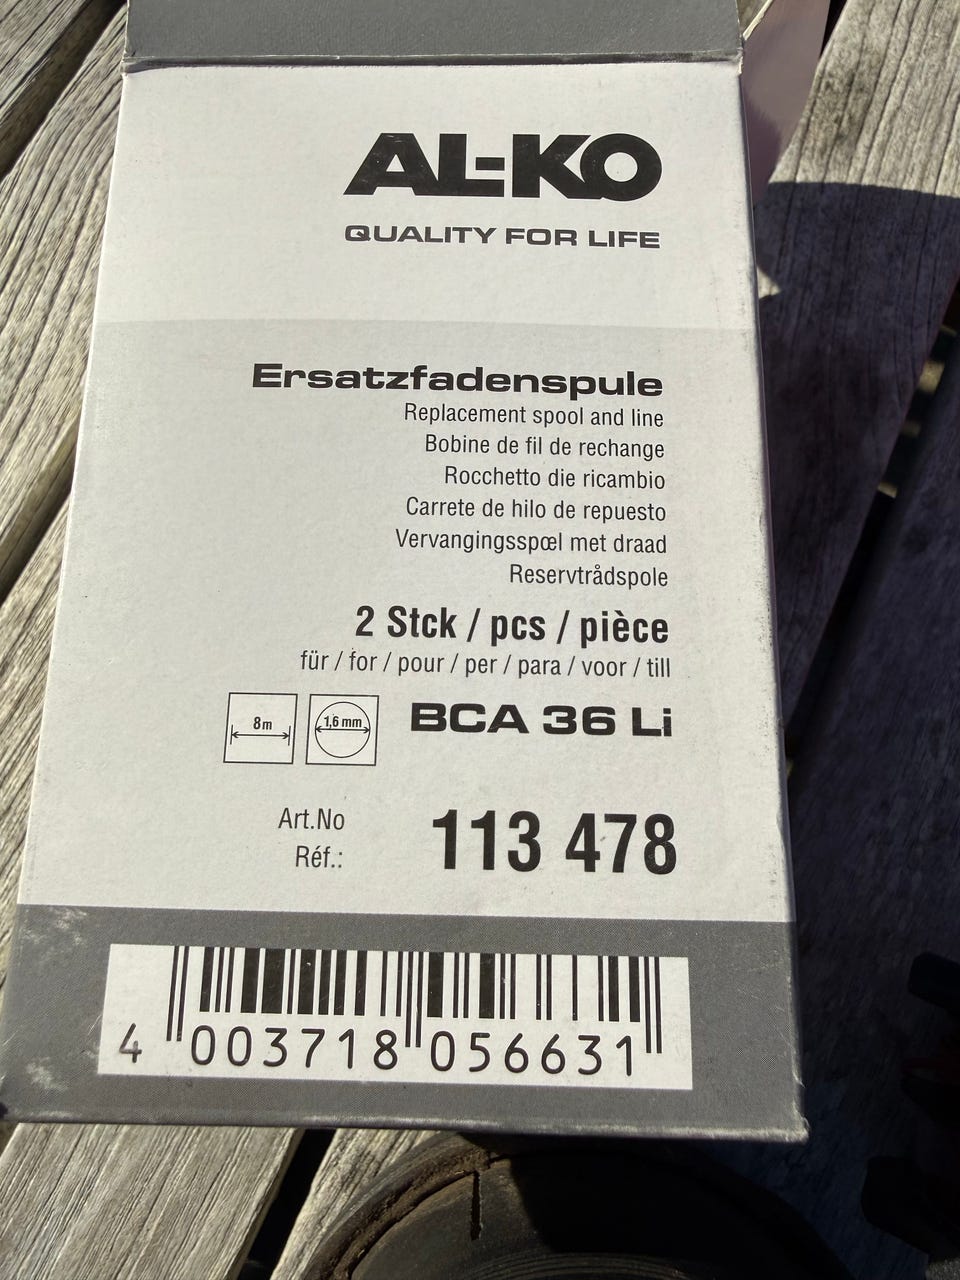 AL-KO
QUALITY FOR LIFE
Ersatzfadenspule
Replacement spool and line
Bobine de fil de rechange
Rocchetto die ricambio
Carrete de hilo de repuesto
Vervangingsspœl met draad
Reservtrådspole
2 Stck / pcs / pièce
für / for / pour / per / para / voor / till
8m 1,6 mm BCA 36 Li
Art.No
Réf.: 113 478
4 003718 056631